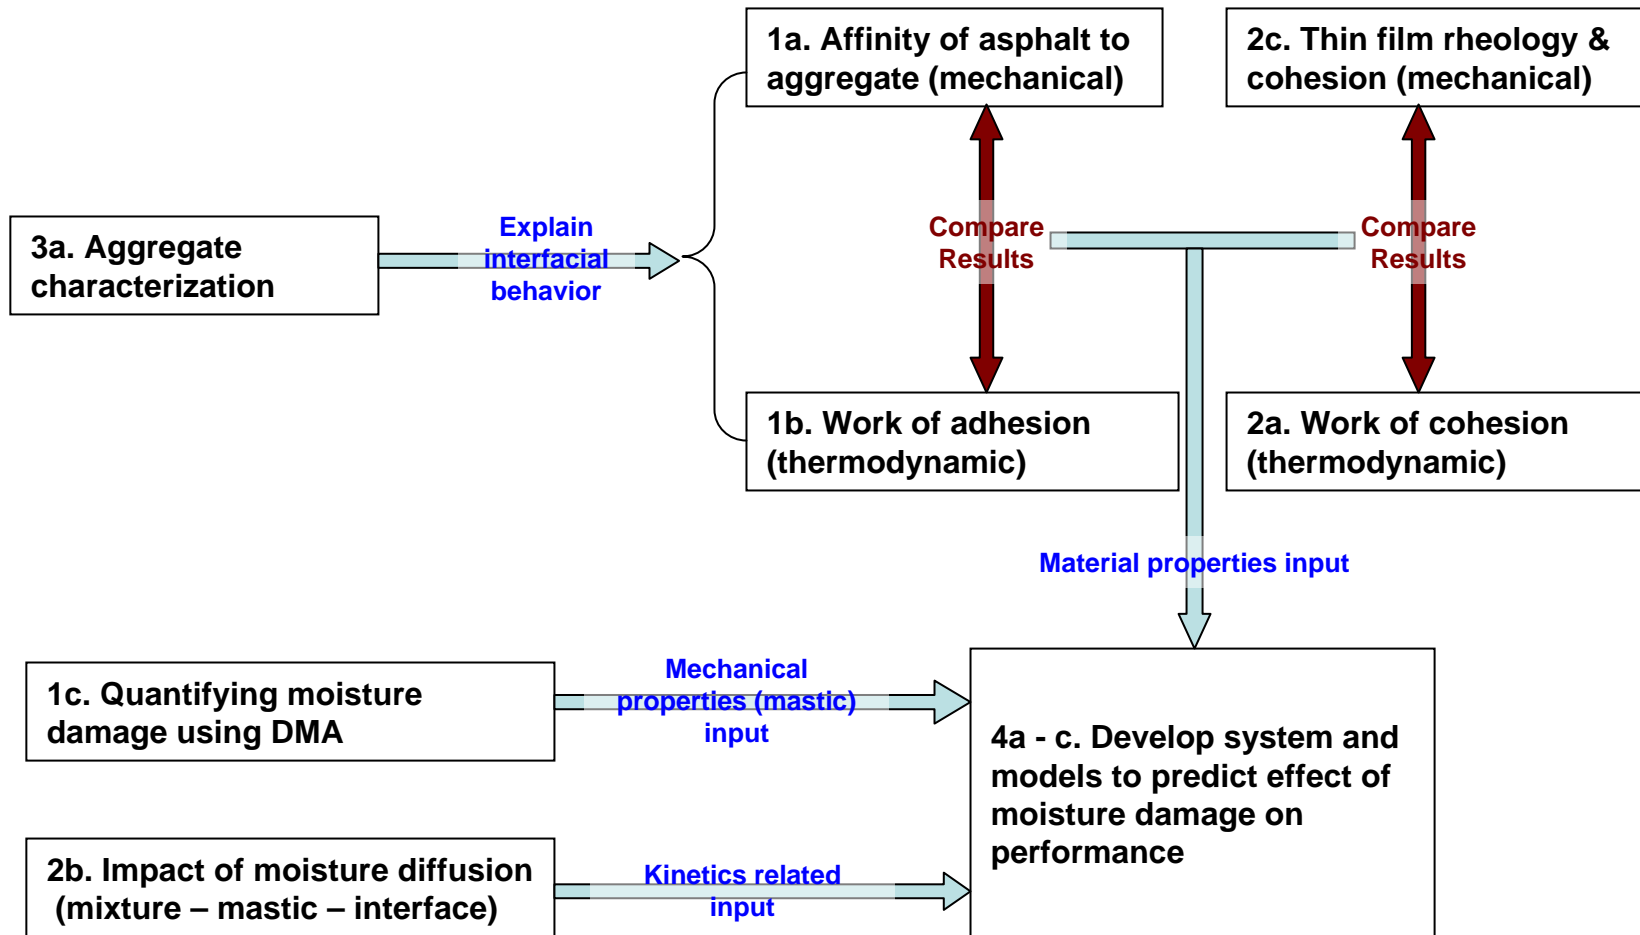 1a. Affinity of asphalt to
aggregate (mechanical)
2c. Thin film rheology &
cohesion (mechanical)
3a. Aggregate
characterization
Explain
interfacial
behavior
Compare
Results
Compare
Results
1b. Work of adhesion
(thermodynamic)
2a. Work of cohesion
(thermodynamic)
Material properties input
1c. Quantifying moisture
damage using DMA
Mechanical
properties (mastic)
input
4a - c. Develop system and
models to predict effect of
moisture damage on
performance
2b. Impact of moisture diffusion
(mixture – mastic – interface)
Kinetics related
input